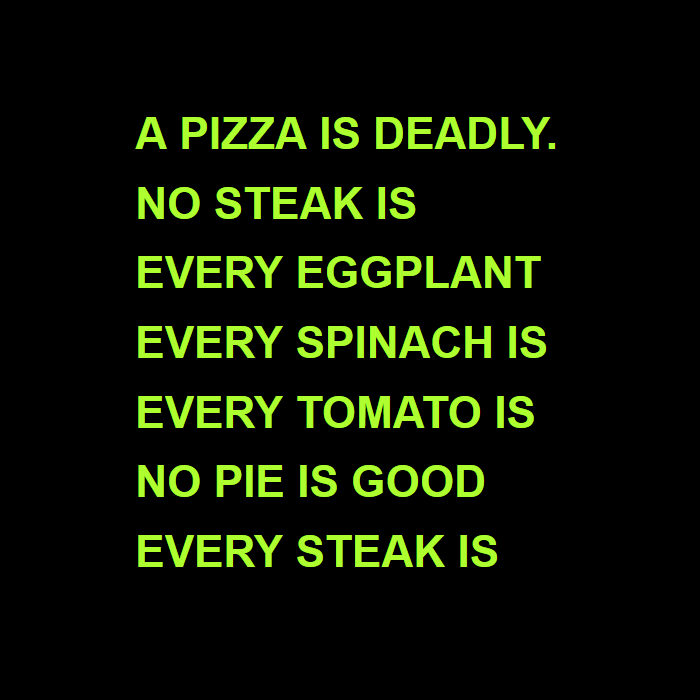 A PIZZA IS DEADLY.
NO STEAK IS
EVERY EGGPLANT
EVERY SPINACH IS
EVERY TOMATO IS
NO PIE IS GOOD
EVERY STEAK IS